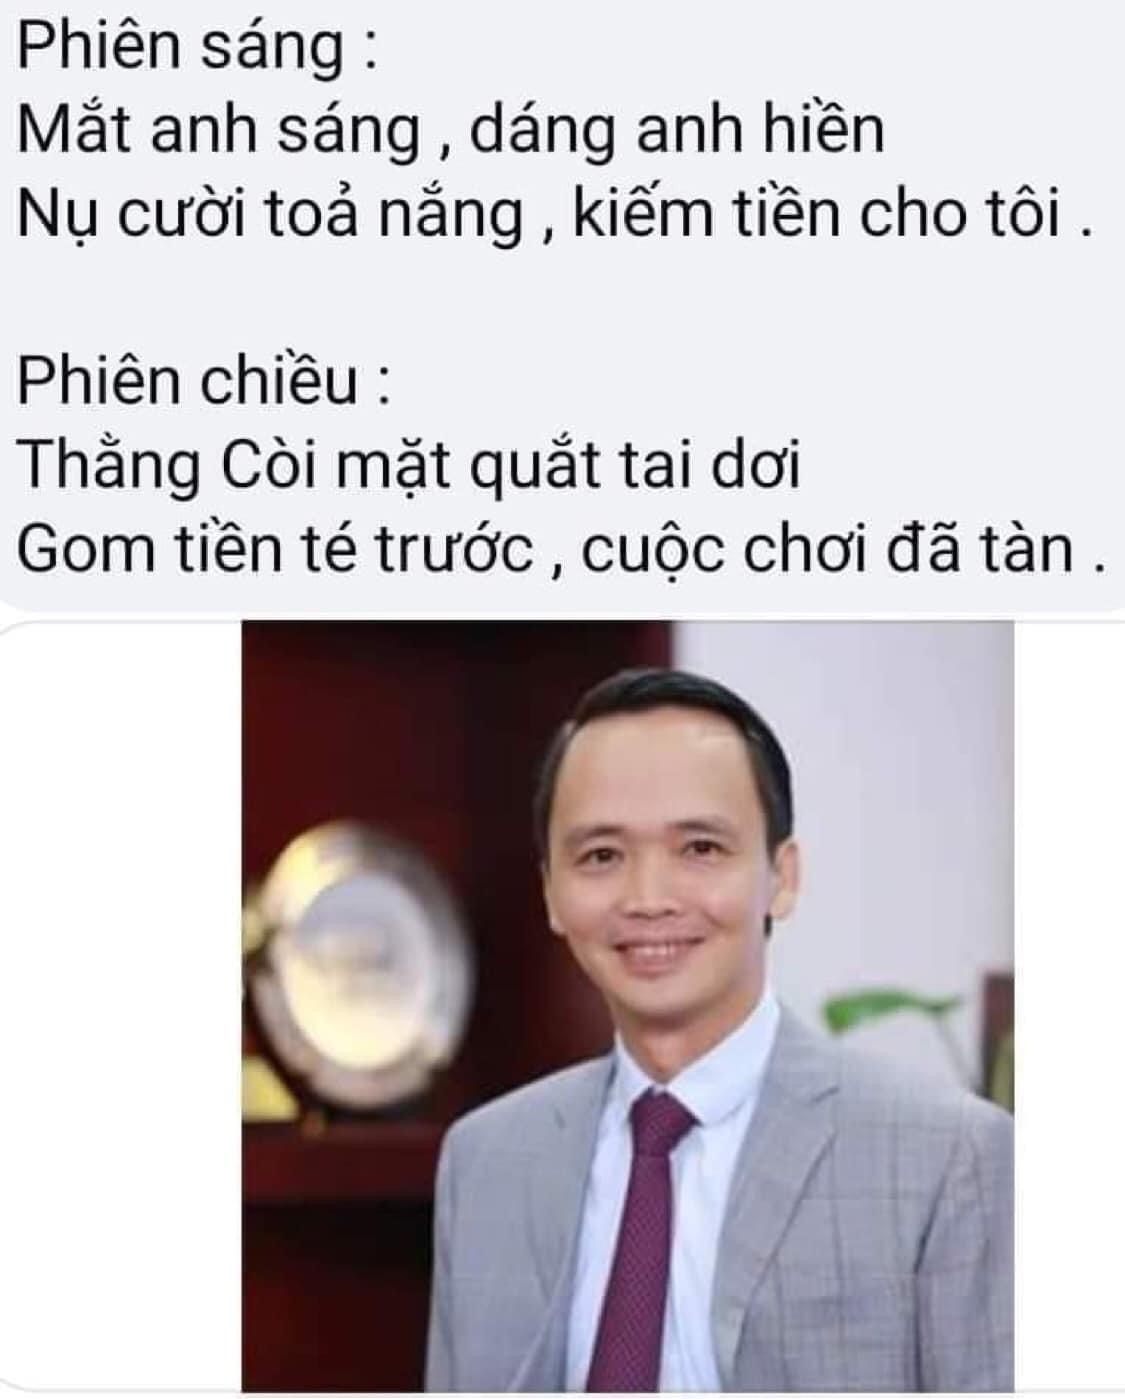 Phiên sáng :
Mắt anh sáng , dáng anh hiền
Nụ cười toả nắng , kiếm tiền cho tôi .
Phiên chiều :
Thằng Còi mặt quắt tai dơi
Gom tiền té trước , cuộc chơi đã tàn .